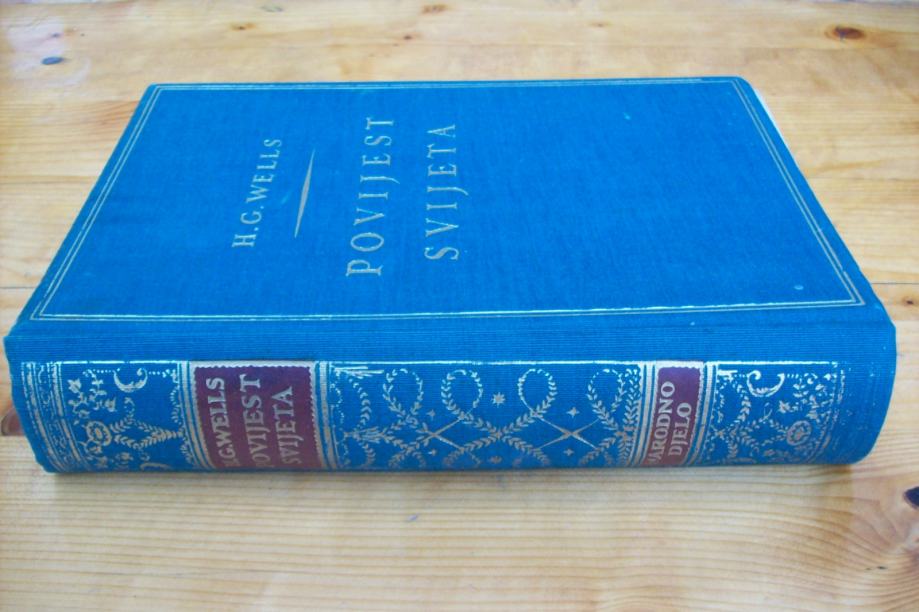 H.G. WELLS
POVIJEST
SVIJETA
H.G.WELLS
POVIJEST
SVIJETA
NARODNO
DJELO